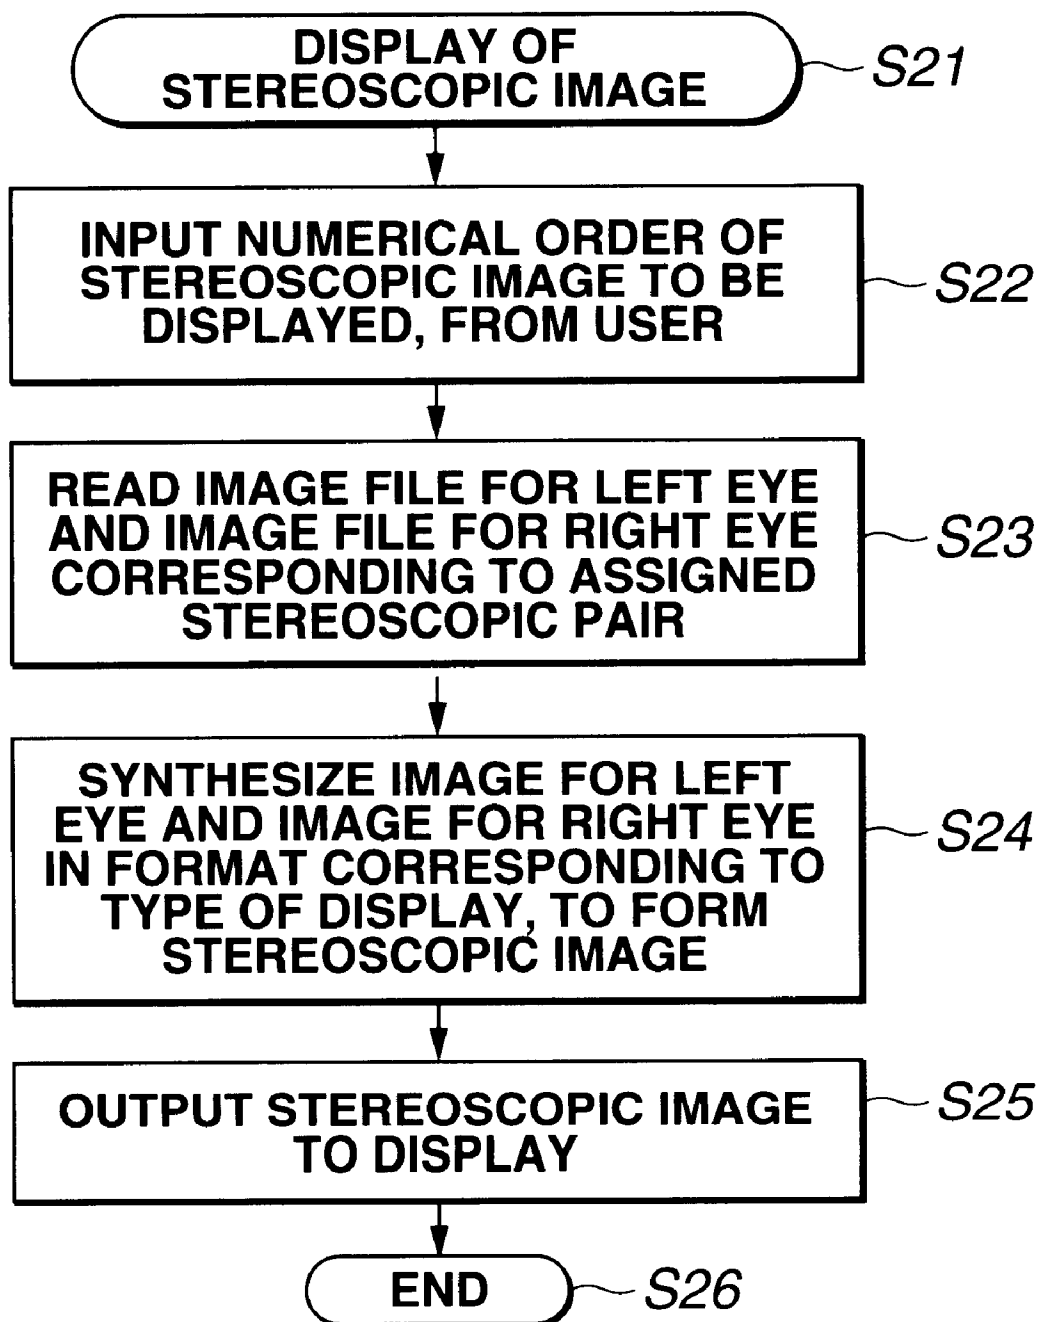 DISPLAY OF
STEREOSCOPIC IMAGE
S21
INPUT NUMERICAL ORDER OF
STEREOSCOPIC IMAGE TO BE
DISPLAYED, FROM USER
S22
READ IMAGE FILE FOR LEFT EYE
AND IMAGE FILE FOR RIGHT EYE
CORRESPONDING TO ASSIGNED
STEREOSCOPIC PAIR
S23
SYNTHESIZE IMAGE FOR LEFT
EYE AND IMAGE FOR RIGHT EYE
IN FORMAT CORRESPONDING TO
TYPE OF DISPLAY, TO FORM
STEREOSCOPIC IMAGE
S24
OUTPUT STEREOSCOPIC IMAGE
TO DISPLAY
S25
END
S26